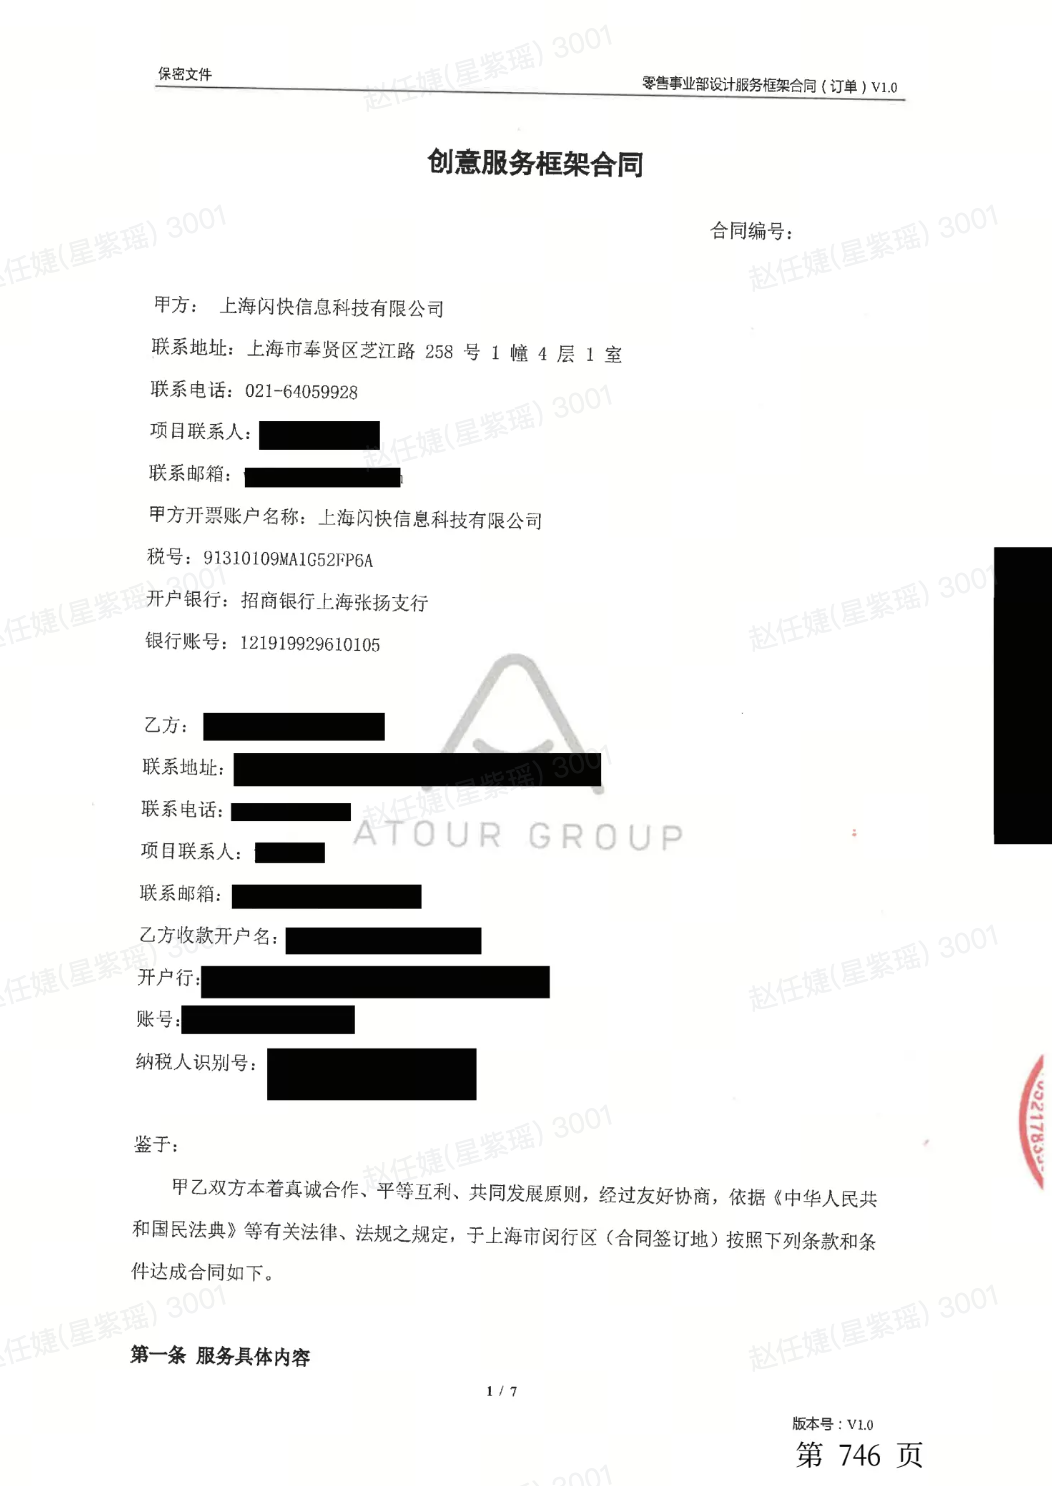 保密文件
零售事业部设计服务框架合同（订单）V1.0
创意服务框架合同
合同编号：
甲方： 上海闪快信息科技有限公司
联系地址：上海市奉贤区芝江路 258 号 1 幢 4 层 1 室
联系电话：021-64059928
项目联系人：
联系邮箱：
甲方开票账户名称：上海闪快信息科技有限公司
税号：91310109MA1G52FP6A
开户银行：招商银行上海张扬支行
银行账号：121919929610105
乙方：
联系地址：
联系电话：
ATOUR GROUP
项目联系人：
联系邮箱：
乙方收款开户名：
开户行：
账号：
纳税人识别号：
鉴于：
甲乙双方本着真诚合作、平等互利、共同发展原则，经过友好协商，依据《中华人民共
和国民法典》等有关法律、法规之规定，于上海市闵行区（合同签订地）按照下列条款和条
件达成合同如下。
第一条 服务具体内容
1 / 7
版本号：V1.0
第 746 页
赵任婕(星紫瑶) 3001